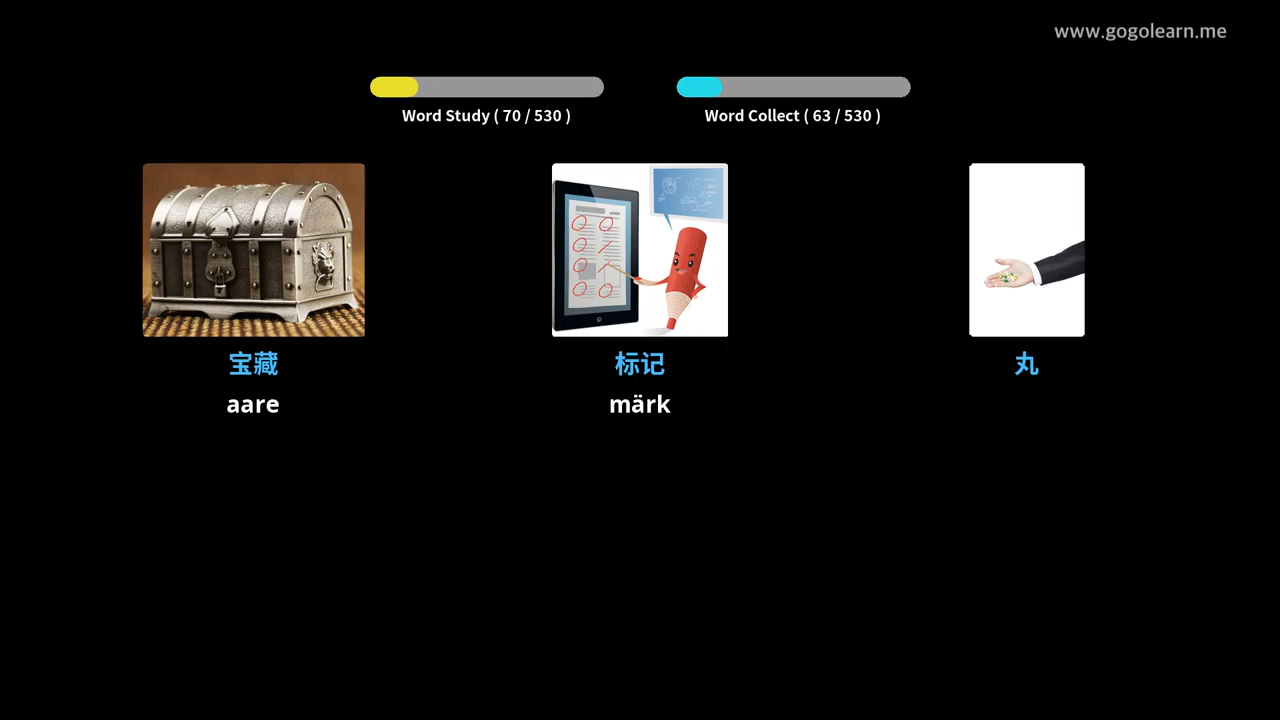 www.gogolearn.me
Word Study ( 70 / 530 )
Word Collect ( 63 / 530 )
宝藏
标记
丸
aare
märk